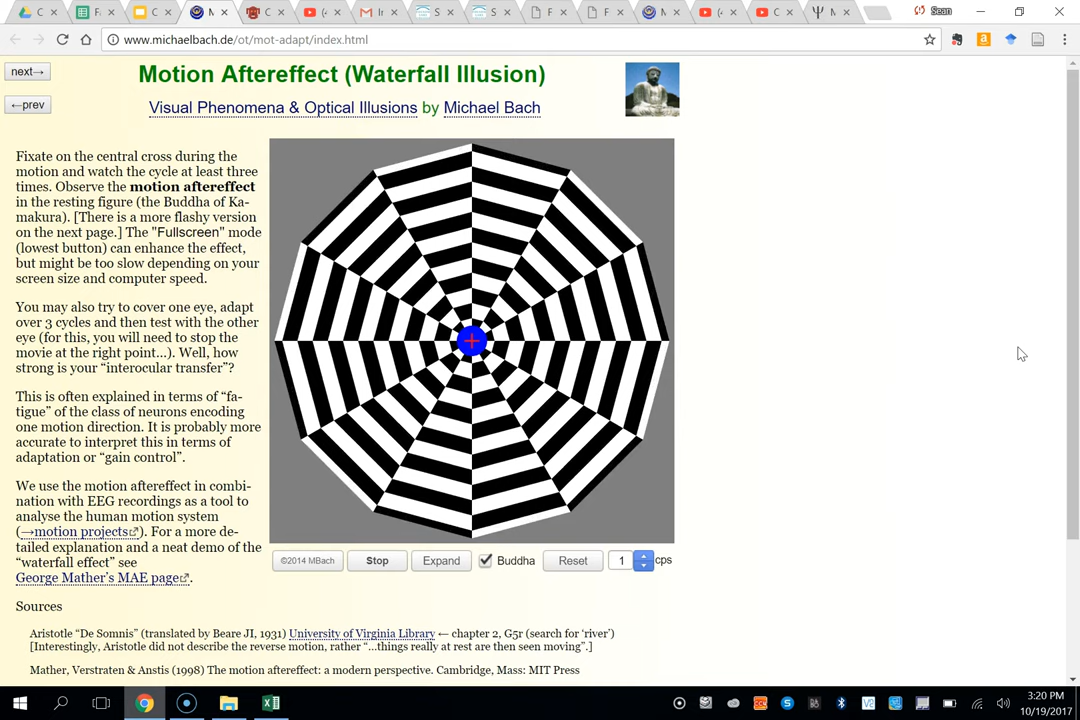 C
Fa
C
M
C
(4
In
S
S
F
F
M
(4
C
M
Sean
www.michaelbach.de/ot/mot-adapt/index.html
next→
←prev
Motion Aftereffect (Waterfall Illusion)
Visual Phenomena & Optical Illusions by Michael Bach
Fixate on the central cross during the
motion and watch the cycle at least three
times. Observe the motion aftereffect
in the resting figure (the Buddha of Ka-
makura). [There is a more flashy version
on the next page.] The "Fullscreen" mode
(lowest button) can enhance the effect,
but might be too slow depending on your
screen size and computer speed.
You may also try to cover one eye, adapt
over 3 cycles and then test with the other
eye (for this, you will need to stop the
movie at the right point…). Well, how
strong is your “interocular transfer”?
This is often explained in terms of “fa-
tigue” of the class of neurons encoding
one motion direction. It is probably more
accurate to interpret this in terms of
adaptation or “gain control”.
We use the motion aftereffect in combi-
nation with EEG recordings as a tool to
analyse the human motion system
(→motion projects). For a more de-
tailed explanation and a neat demo of the
“waterfall effect” see
George Mather’s MAE page.
©2014 MBach
Stop
Expand
Buddha
Reset
1
cps
Sources
Aristotle “De Somnis” (translated by Beare JI, 1931) University of Virginia Library ← chapter 2, G5r (search for ‘river’)
[Interestingly, Aristotle did not describe the reverse motion, rather “…things really at rest are then seen moving”.]
Mather, Verstraten & Anstis (1998) The motion aftereffect: a modern perspective. Cambridge, Mass: MIT Press
3:20 PM
10/19/2017